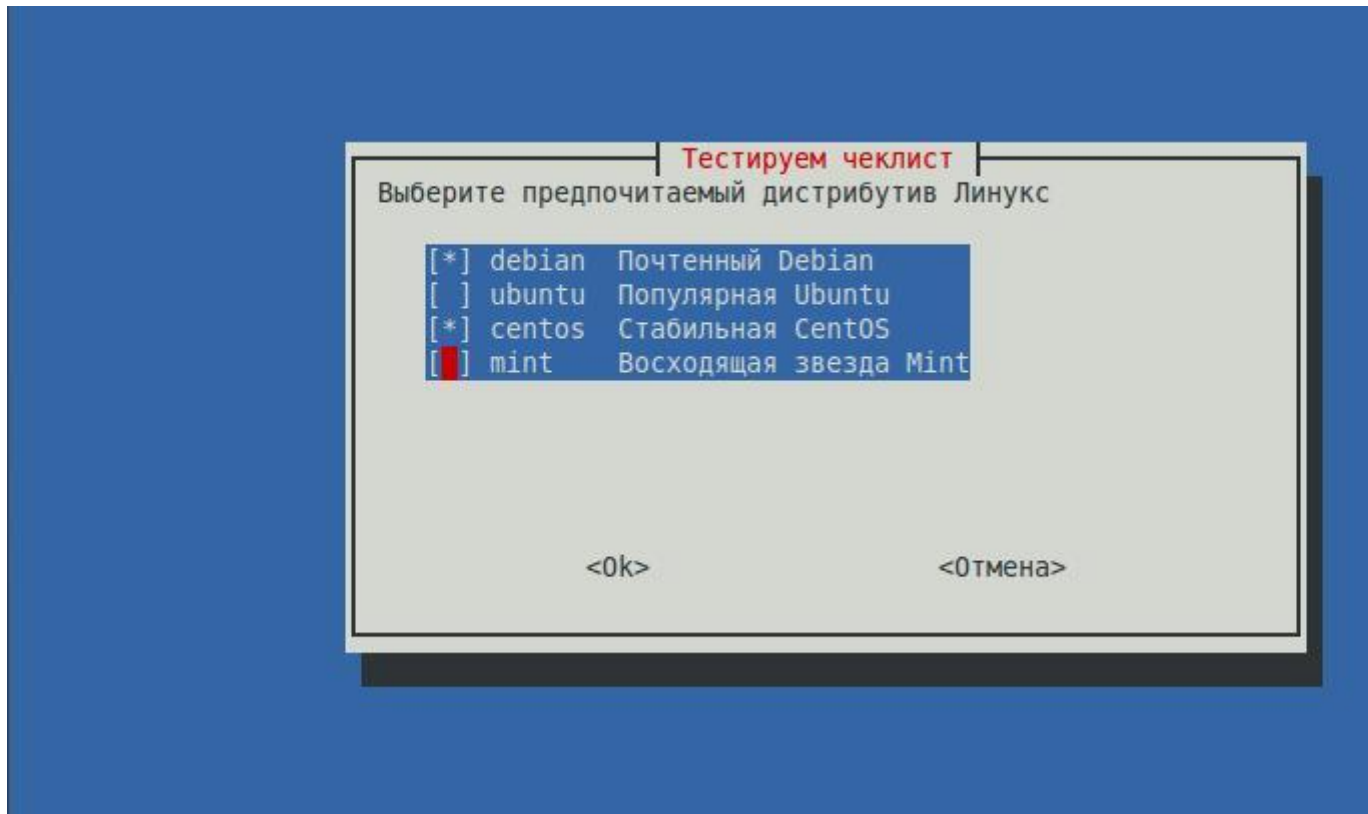 Тестируем чеклист
Выберите предпочитаемый дистрибутив Линукс
[*] debian Почтенный Debian
[ ] ubuntu Популярная Ubuntu
[*] centos Стабильная CentOS
[ ] mint Восходящая звезда Mint
<Ok> <Отмена>